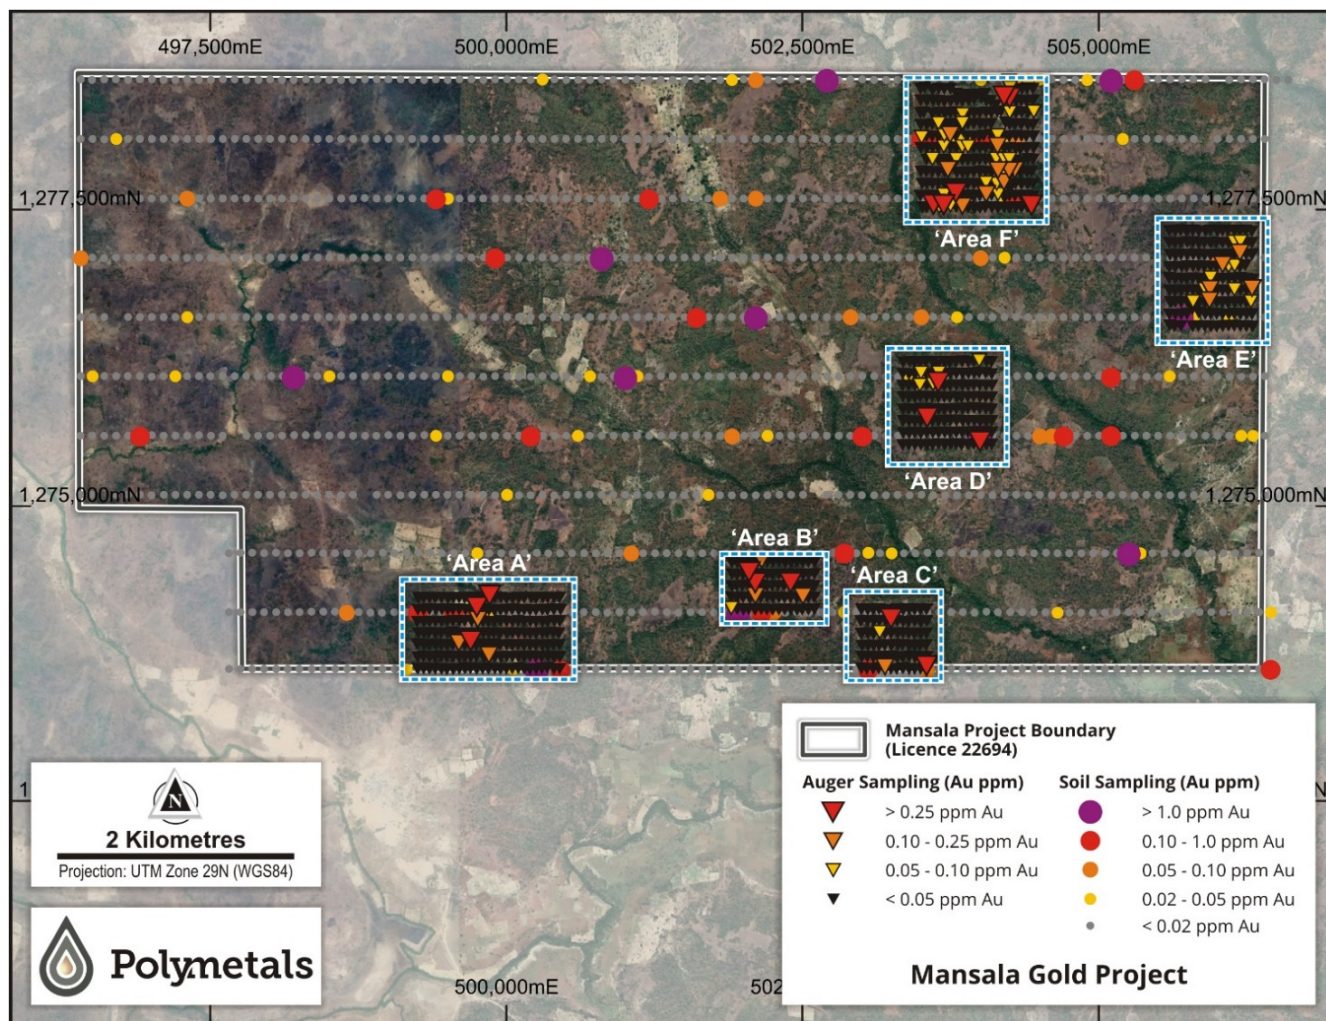 497,500mE 500,000mE 502,500mE 505,000mE
1,277,500mN 1,277,500mN
'Area F'
'Area E'
'Area D'
1,275,000mN 1,275,000mN
'Area B'
'Area A' 'Area C'
Mansala Project Boundary
(Licence 22694)
Auger Sampling (Au ppm) Soil Sampling (Au ppm)
> 0.25 ppm Au > 1.0 ppm Au
0.10 - 0.25 ppm Au 0.10 - 1.0 ppm Au
0.05 - 0.10 ppm Au 0.05 - 0.10 ppm Au
< 0.05 ppm Au 0.02 - 0.05 ppm Au
< 0.02 ppm Au
Mansala Gold Project
N
2 Kilometres
Projection: UTM Zone 29N (WGS84)
Polymetals
500,000mE